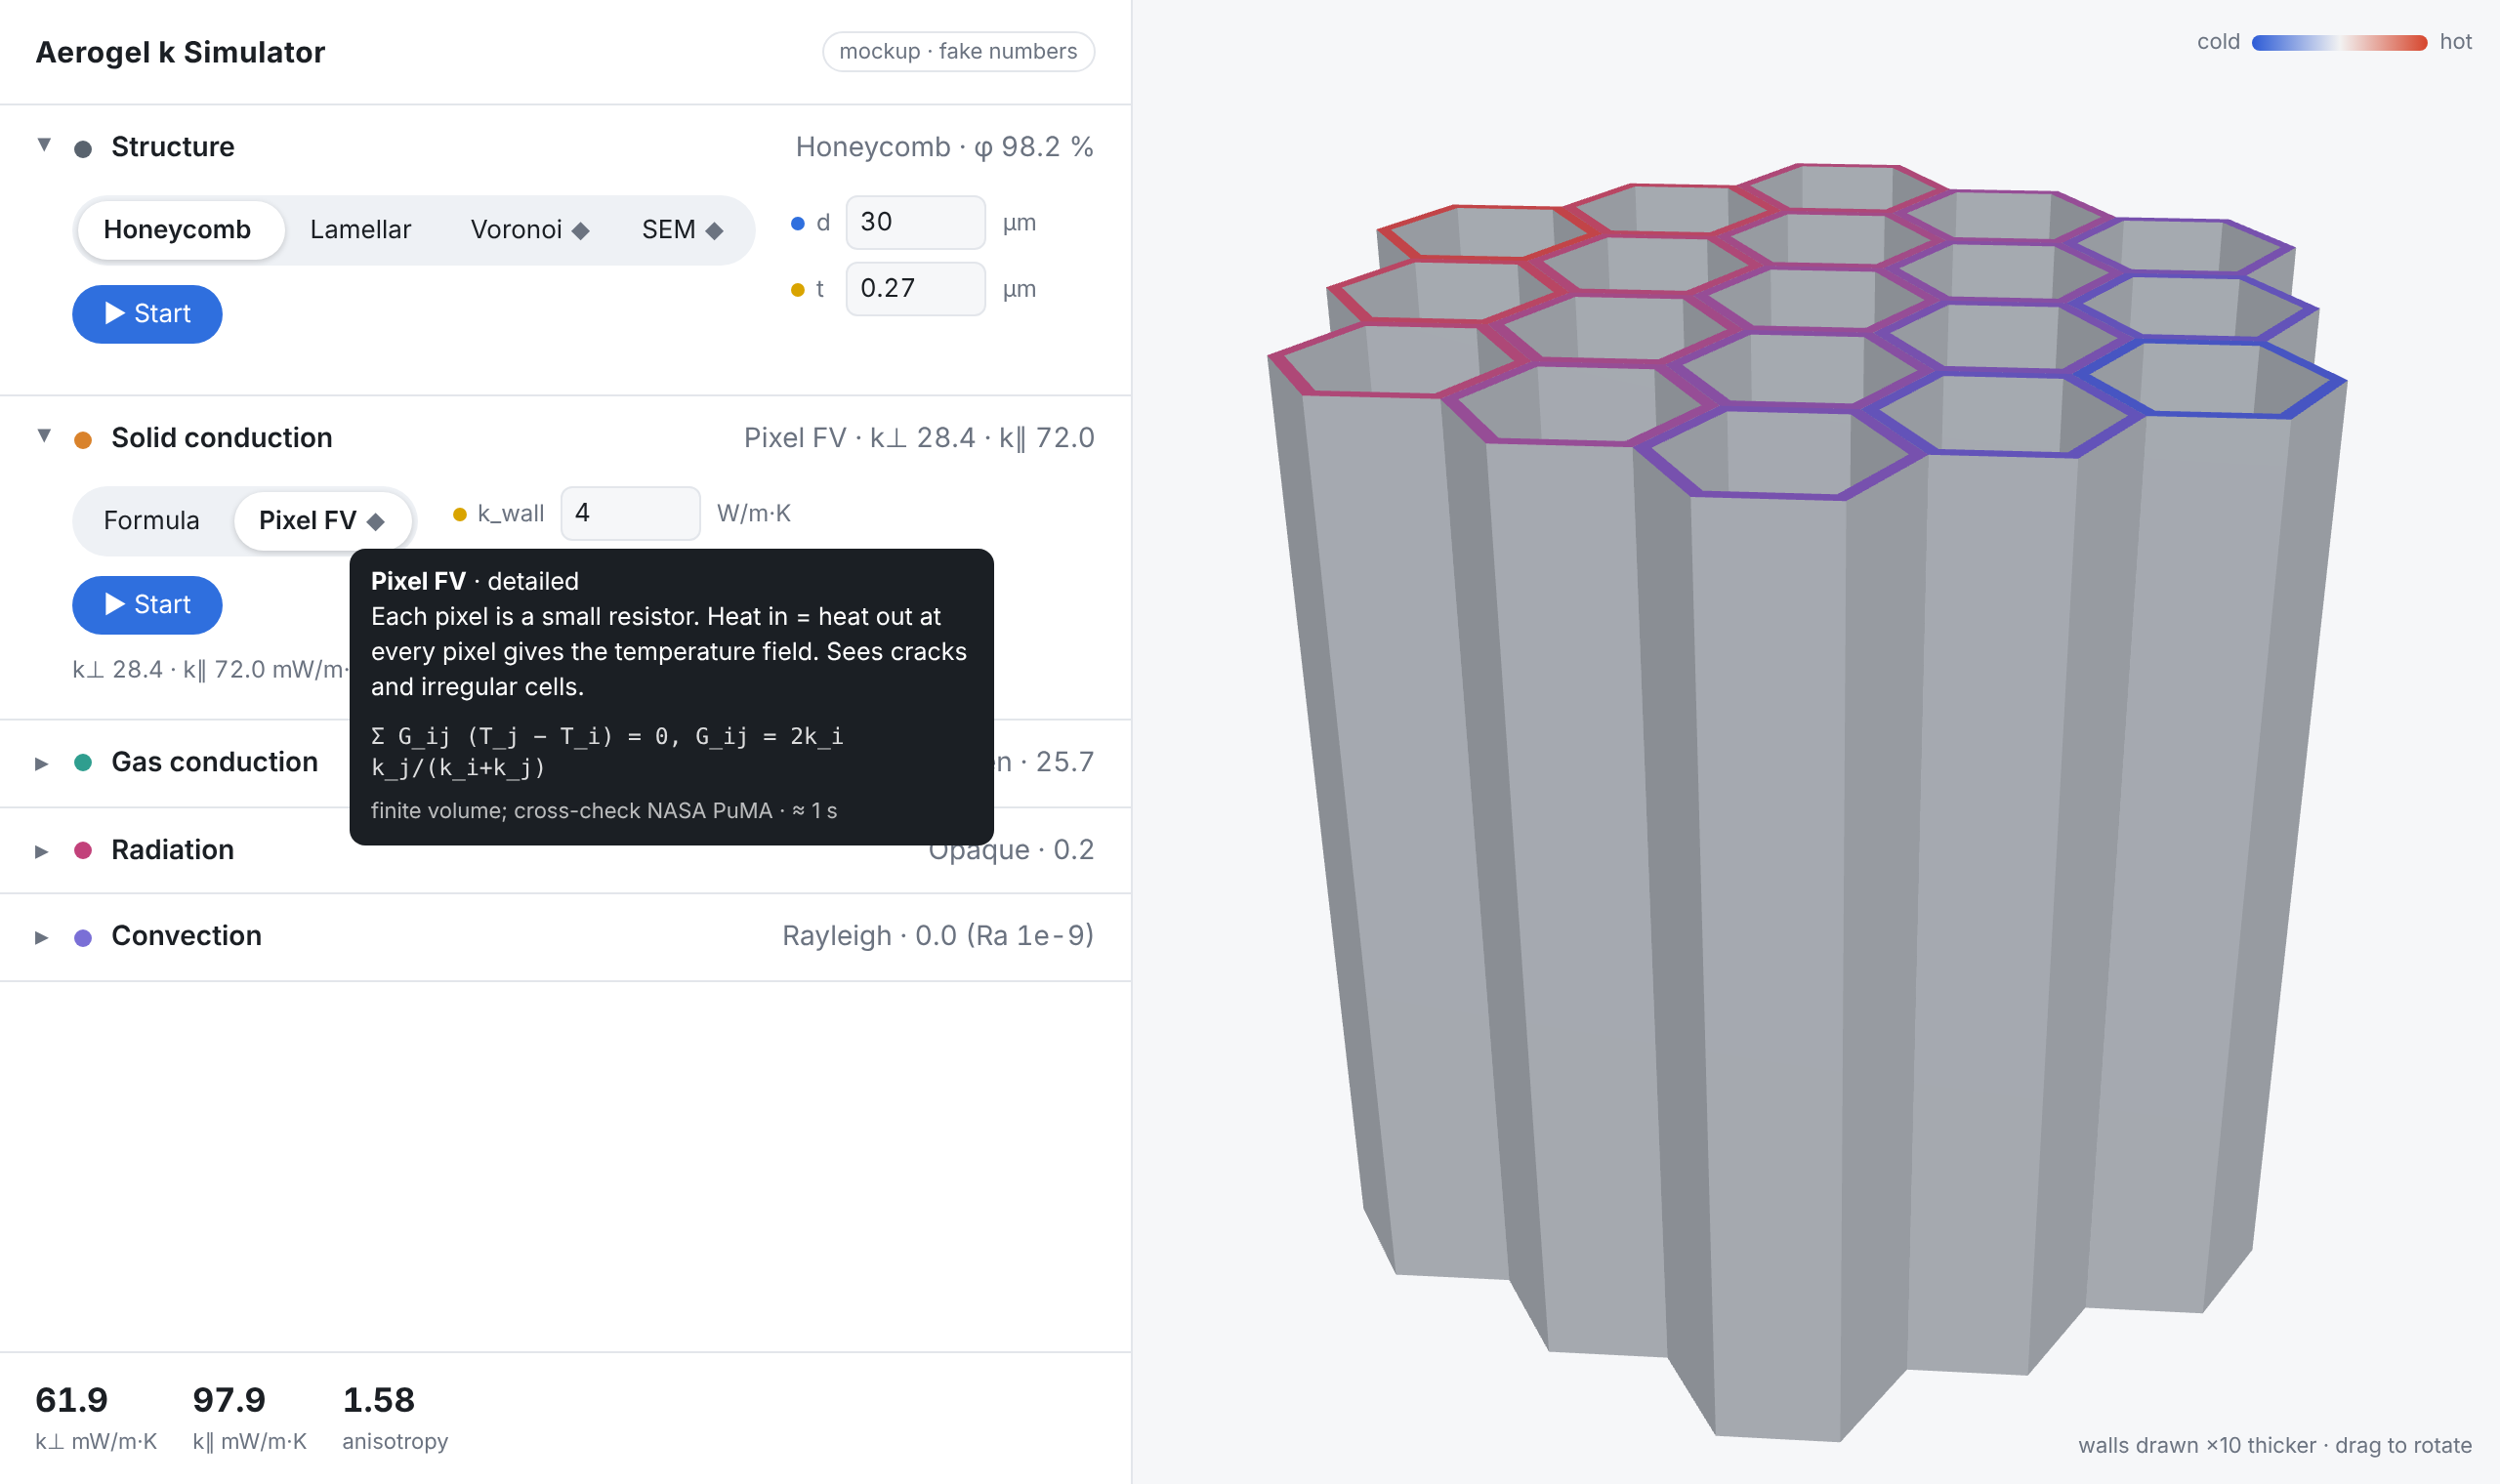 Aerogel k Simulator
mockup · fake numbers
cold
hot
▼ Structure
Honeycomb · φ 98.2 %
Honeycomb Lamellar Voronoi ◆ SEM ◆
d 30 µm
t 0.27 µm
▶ Start
▼ Solid conduction
Pixel FV · k⊥ 28.4 · k∥ 72.0
Formula Pixel FV ◆
k_wall 4 W/m·K
▶ Start
k⊥ 28.4 · k∥ 72.0 mW/m·
Pixel FV · detailed
Each pixel is a small resistor. Heat in = heat out at
every pixel gives the temperature field. Sees cracks
and irregular cells.
Σ G_ij (T_j − T_i) = 0, G_ij = 2k_i
k_j/(k_i+k_j)
finite volume; cross-check NASA PuMA · ≈ 1 s
▶ Gas conduction
· 25.7
▶ Radiation
Opaque · 0.2
▶ Convection
Rayleigh · 0.0 (Ra 1e-9)
61.9 97.9 1.58
k⊥ mW/m·K k∥ mW/m·K anisotropy
walls drawn ×10 thicker · drag to rotate